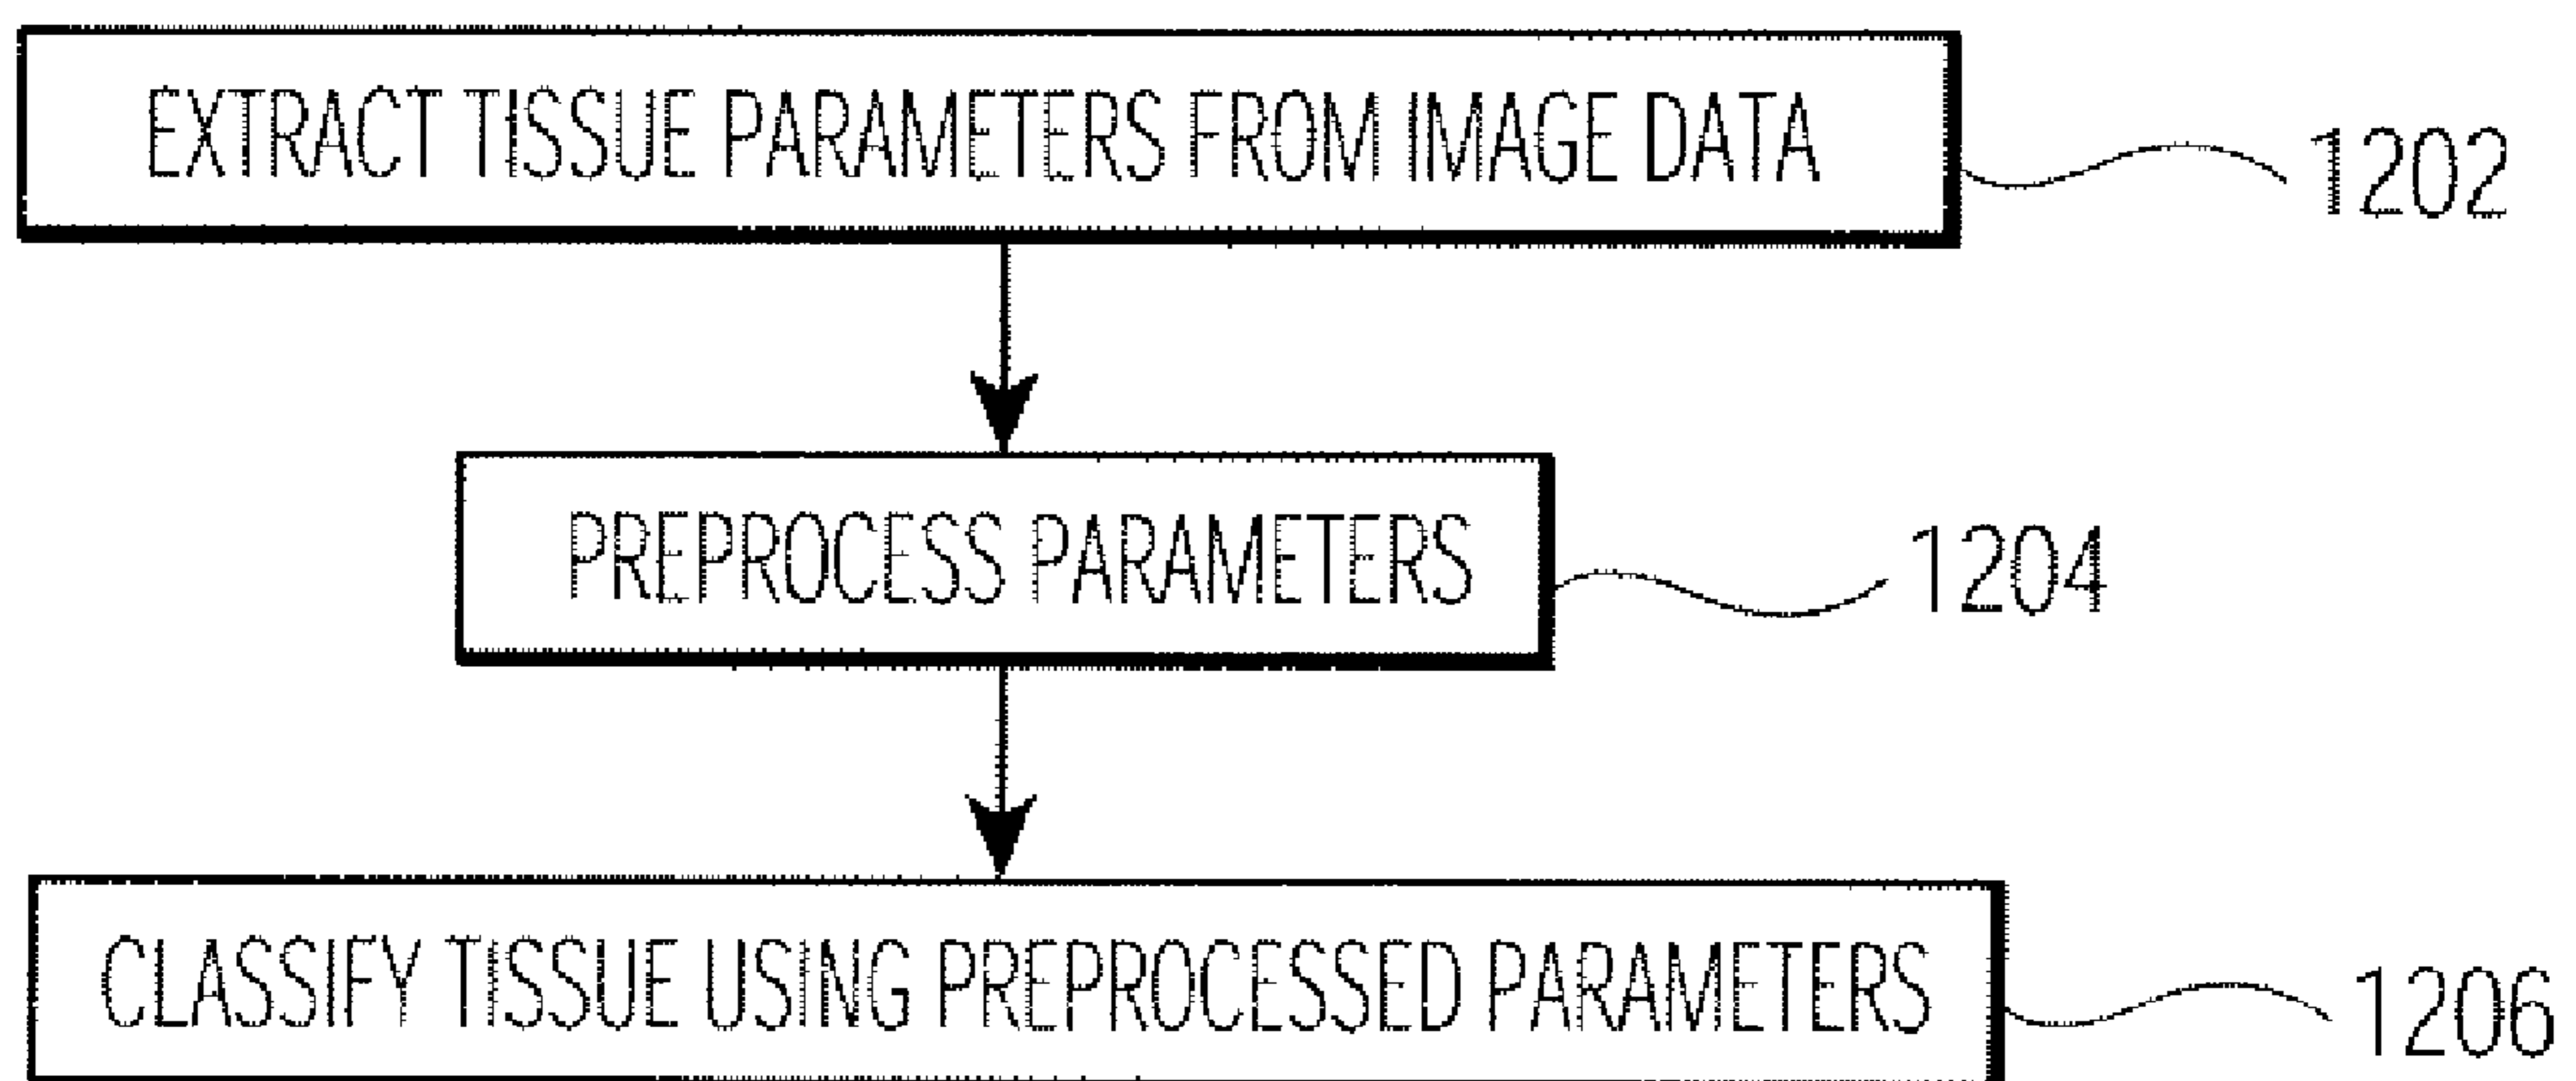 EXTRACT TISSUE PARAMETERS FROM IMAGE DATA
1202
PREPROCESS PARAMETERS
1204
CLASSIFY TISSUE USING PREPROCESSED PARAMETERS
1206